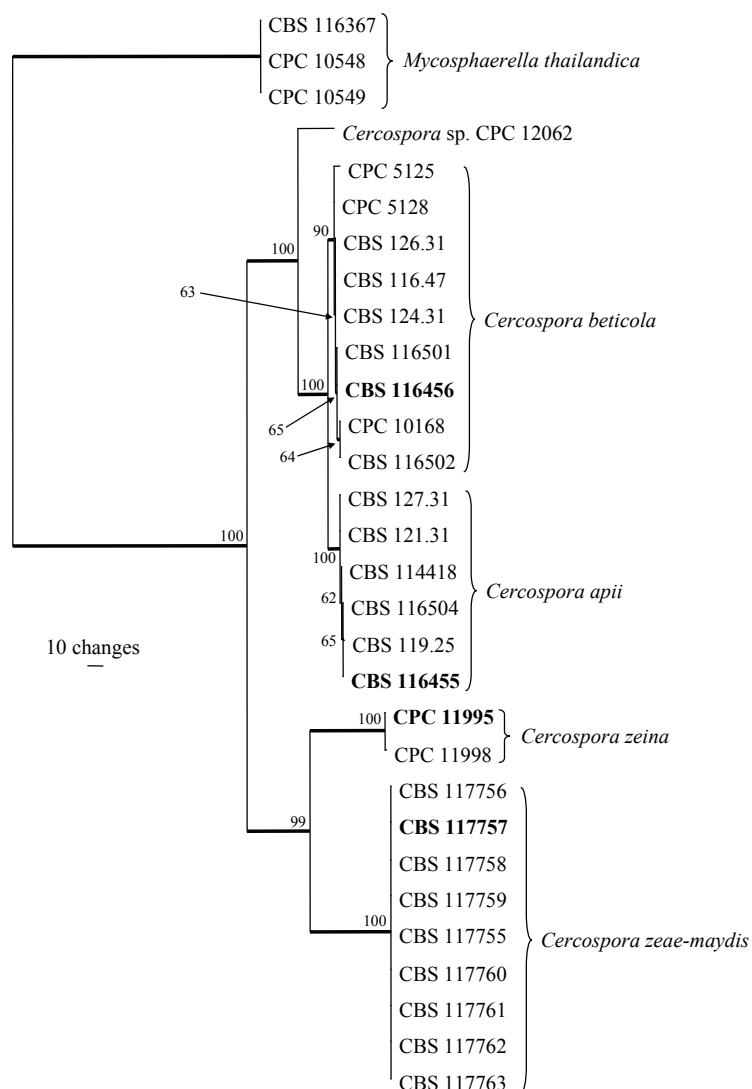 CBS 116367
CPC 10548
CPC 10549
Mycosphaerella thailandica
Cercospora sp. CPC 12062
CPC 5125
CPC 5128
CBS 126.31
CBS 116.47
CBS 124.31
CBS 116501
CBS 116456
CPC 10168
CBS 116502
Cercospora beticola
90
100
63
100
65
64
CBS 127.31
CBS 121.31
CBS 114418
CBS 116504
CBS 119.25
CBS 116455
Cercospora apii
100
62
65
100
10 changes
CPC 11995
CPC 11998
Cercospora zeina
100
99
CBS 117756
CBS 117757
CBS 117758
CBS 117759
CBS 117755
CBS 117760
CBS 117761
CBS 117762
CBS 117763
Cercospora zeae-maydis
100